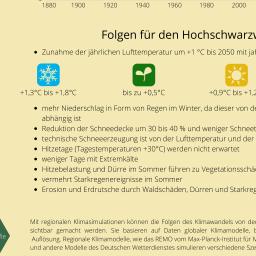 1880 1900 1920 1940 1960 1980 2000
Folgen für den Hochschwarzw
Zunahme der jährlichen Lufttemperatur um +1 °C bis 2050 mit jah
+1,3°C bis +1,8°C bis zu +0,5°C +0,9°C bis +1,2
mehr Niederschlag in Form von Regen im Winter, da dieser von de
abhängig ist
Reduktion der Schneedecke um 30 bis 40 % und weniger Schneet
technische Schneeerzeugung ist von der Lufttemperatur und der
Hitzetage (Tagestemperaturen +30°C) werden nicht erwartet
weniger Tage mit Extremkälte
Hitzebelastung und Dürre im Sommer führen zu Vegetationsschä
vermehrt Starkregenereignisse im Sommer
Erosion und Erdrutsche durch Waldschäden, Dürren und Starkreg
Mit regionalen Klimasimulationen können die Folgen des Klimawandels von de
sichtbar gemacht werden. Sie basieren auf Daten globaler Klimamodelle, b
Auflösung. Regionale Klimamodelle, wie das REMO vom Max-Planck-Institut für M
und andere Modelle des Deutschen Wetterdienstes simulieren verschiedene Sze